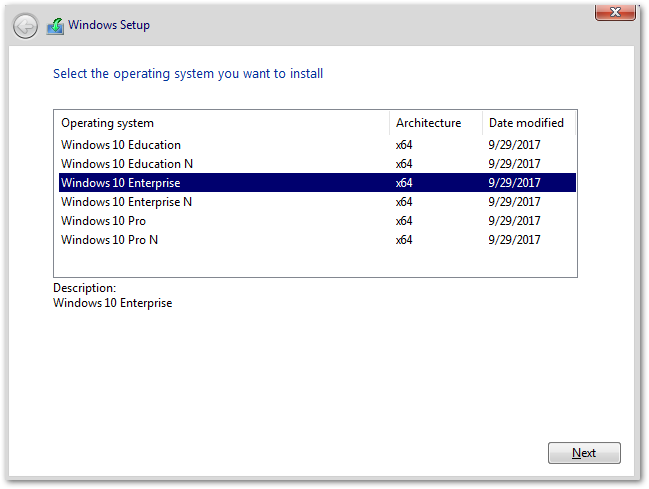 Windows Setup
Select the operating system you want to install
Operating system Architecture Date modified
Windows 10 Education x64 9/29/2017
Windows 10 Education N x64 9/29/2017
Windows 10 Enterprise x64 9/29/2017
Windows 10 Enterprise N x64 9/29/2017
Windows 10 Pro x64 9/29/2017
Windows 10 Pro N x64 9/29/2017
Description:
Windows 10 Enterprise
Next